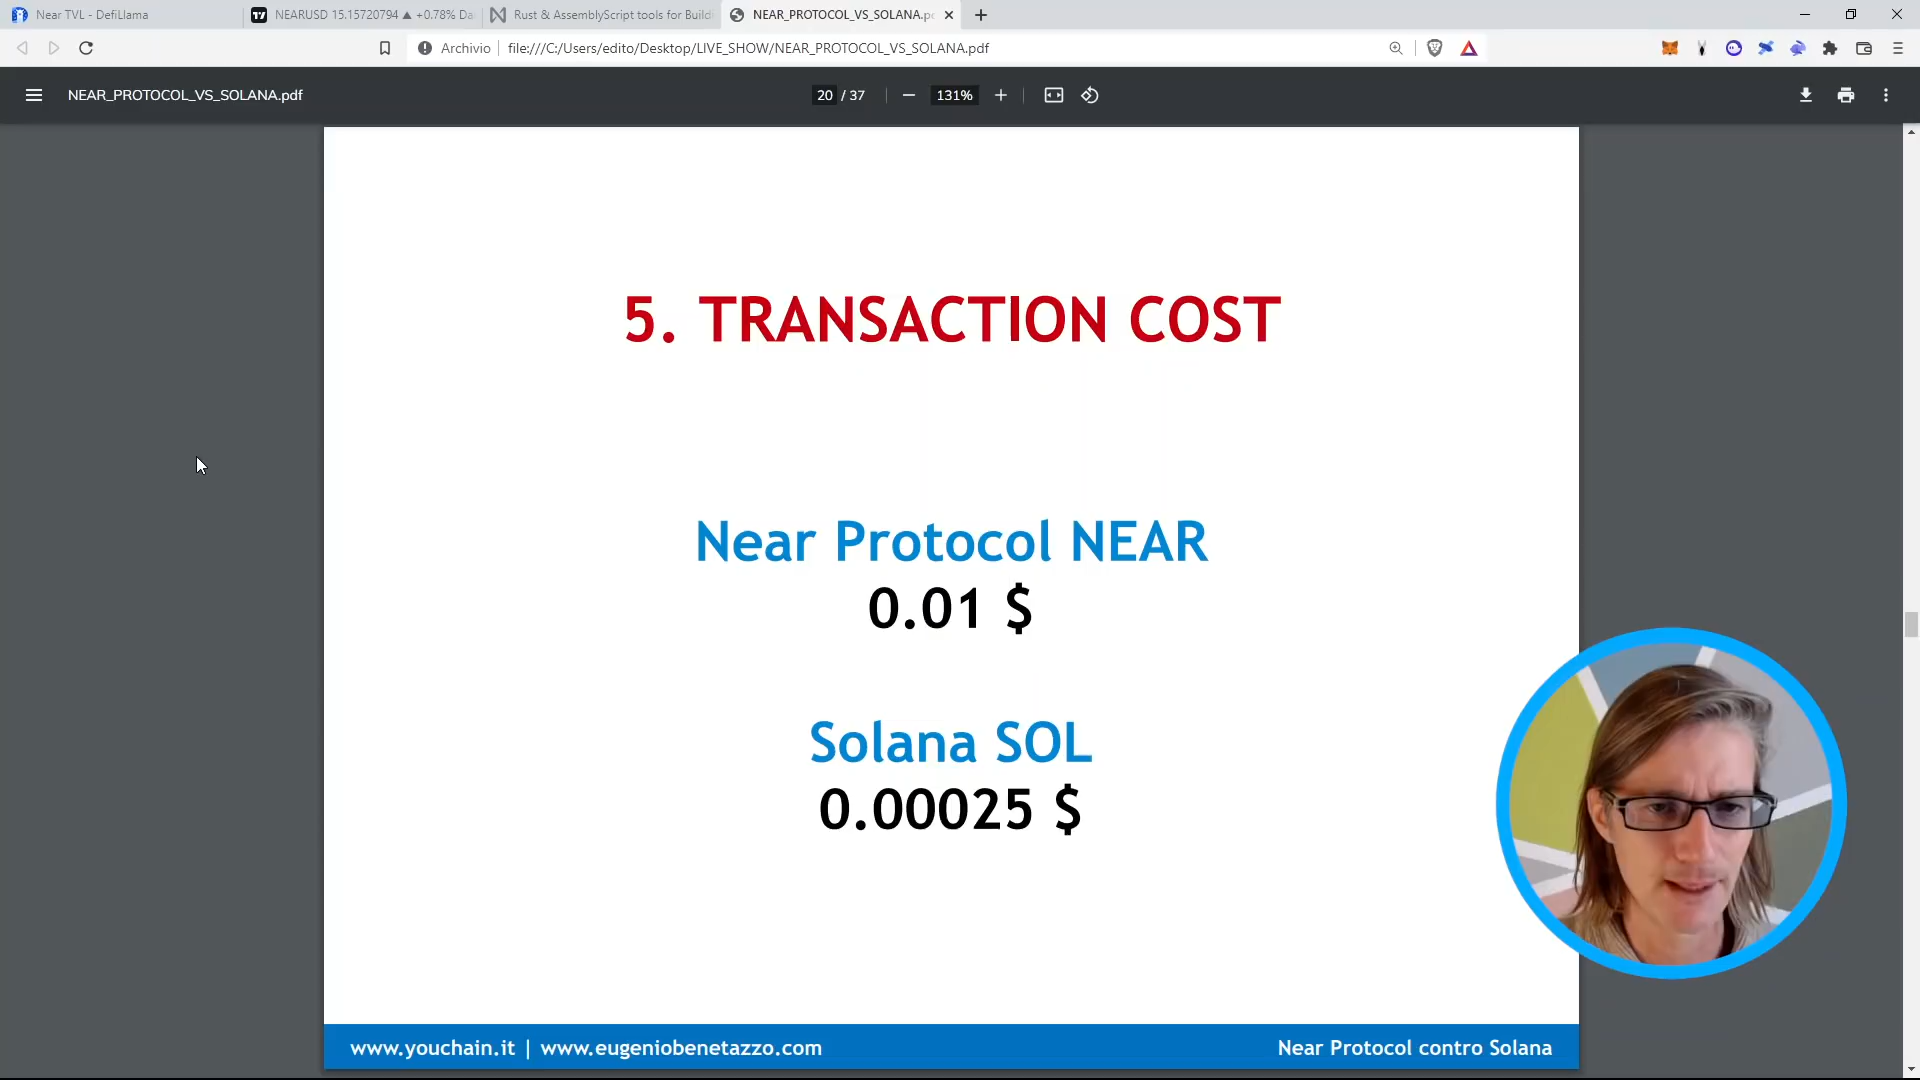 Near TVL - DefiLlama
NEARUSD 15.15720794 ▲ +0.78% Da
Rust & AssemblyScript tools for Build
NEAR_PROTOCOL_VS_SOLANA.p
Archivio
file:///C:/Users/edito/Desktop/LIVE_SHOW/NEAR_PROTOCOL_VS_SOLANA.pdf
NEAR_PROTOCOL_VS_SOLANA.pdf
20 / 37
131%
5. TRANSACTION COST
Near Protocol NEAR
0.01 $
Solana SOL
0.00025 $
www.youchain.it | www.eugeniobenetazzo.com
Near Protocol contro Solana